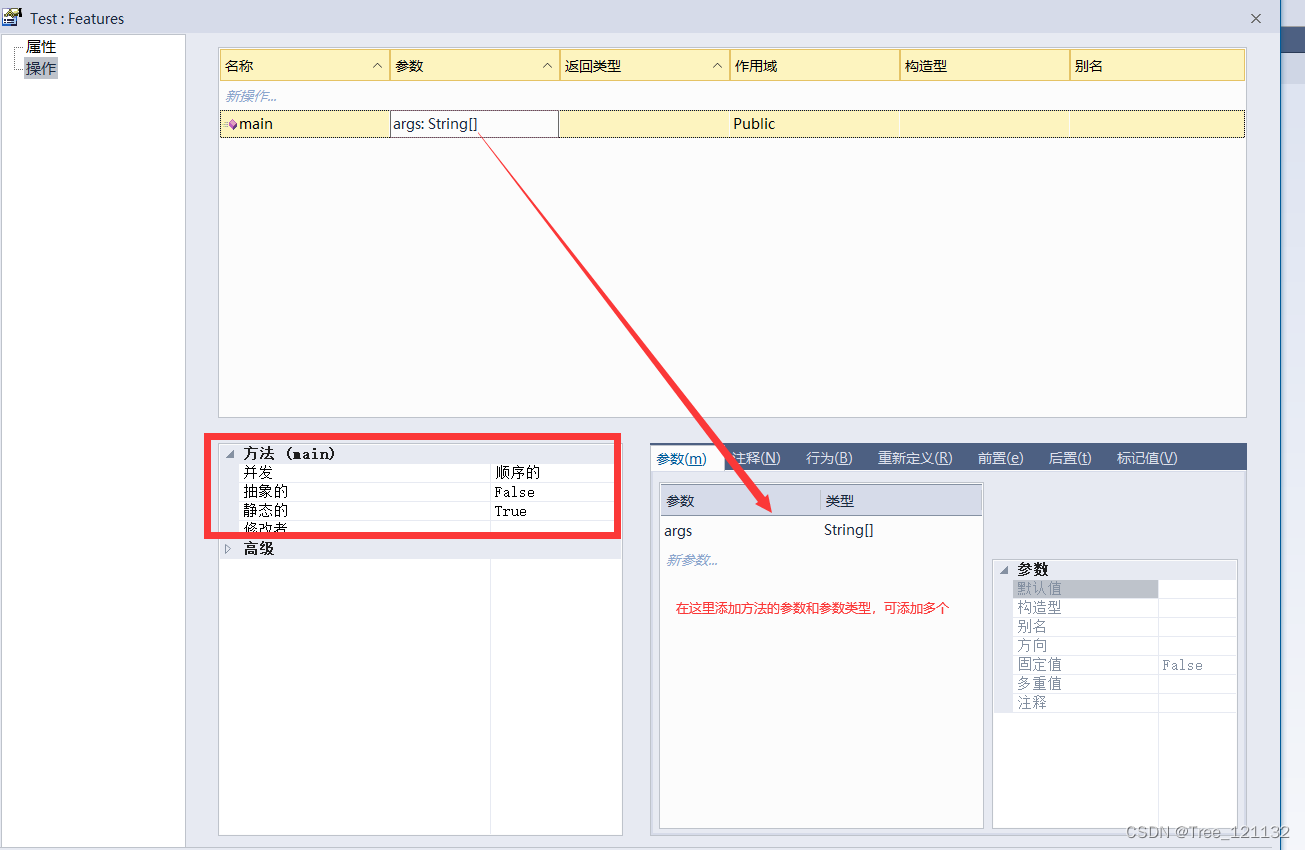 Test : Features
属性
操作
名称 参数 返回类型 作用域 构造型 别名
新操作...
main args: String[] Public
方法 (main)
并发 顺序的
抽象的 False
静态的 True
修改者
高级
参数(m) 注释(N) 行为(B) 重新定义(R) 前置(e) 后置(t) 标记值(V)
参数 类型
args String[]
新参数...
在这里添加方法的参数和参数类型，可添加多个
参数
默认值
构造型
别名
方向
固定值 False
多重值
注释
CSDN @Tree_121132